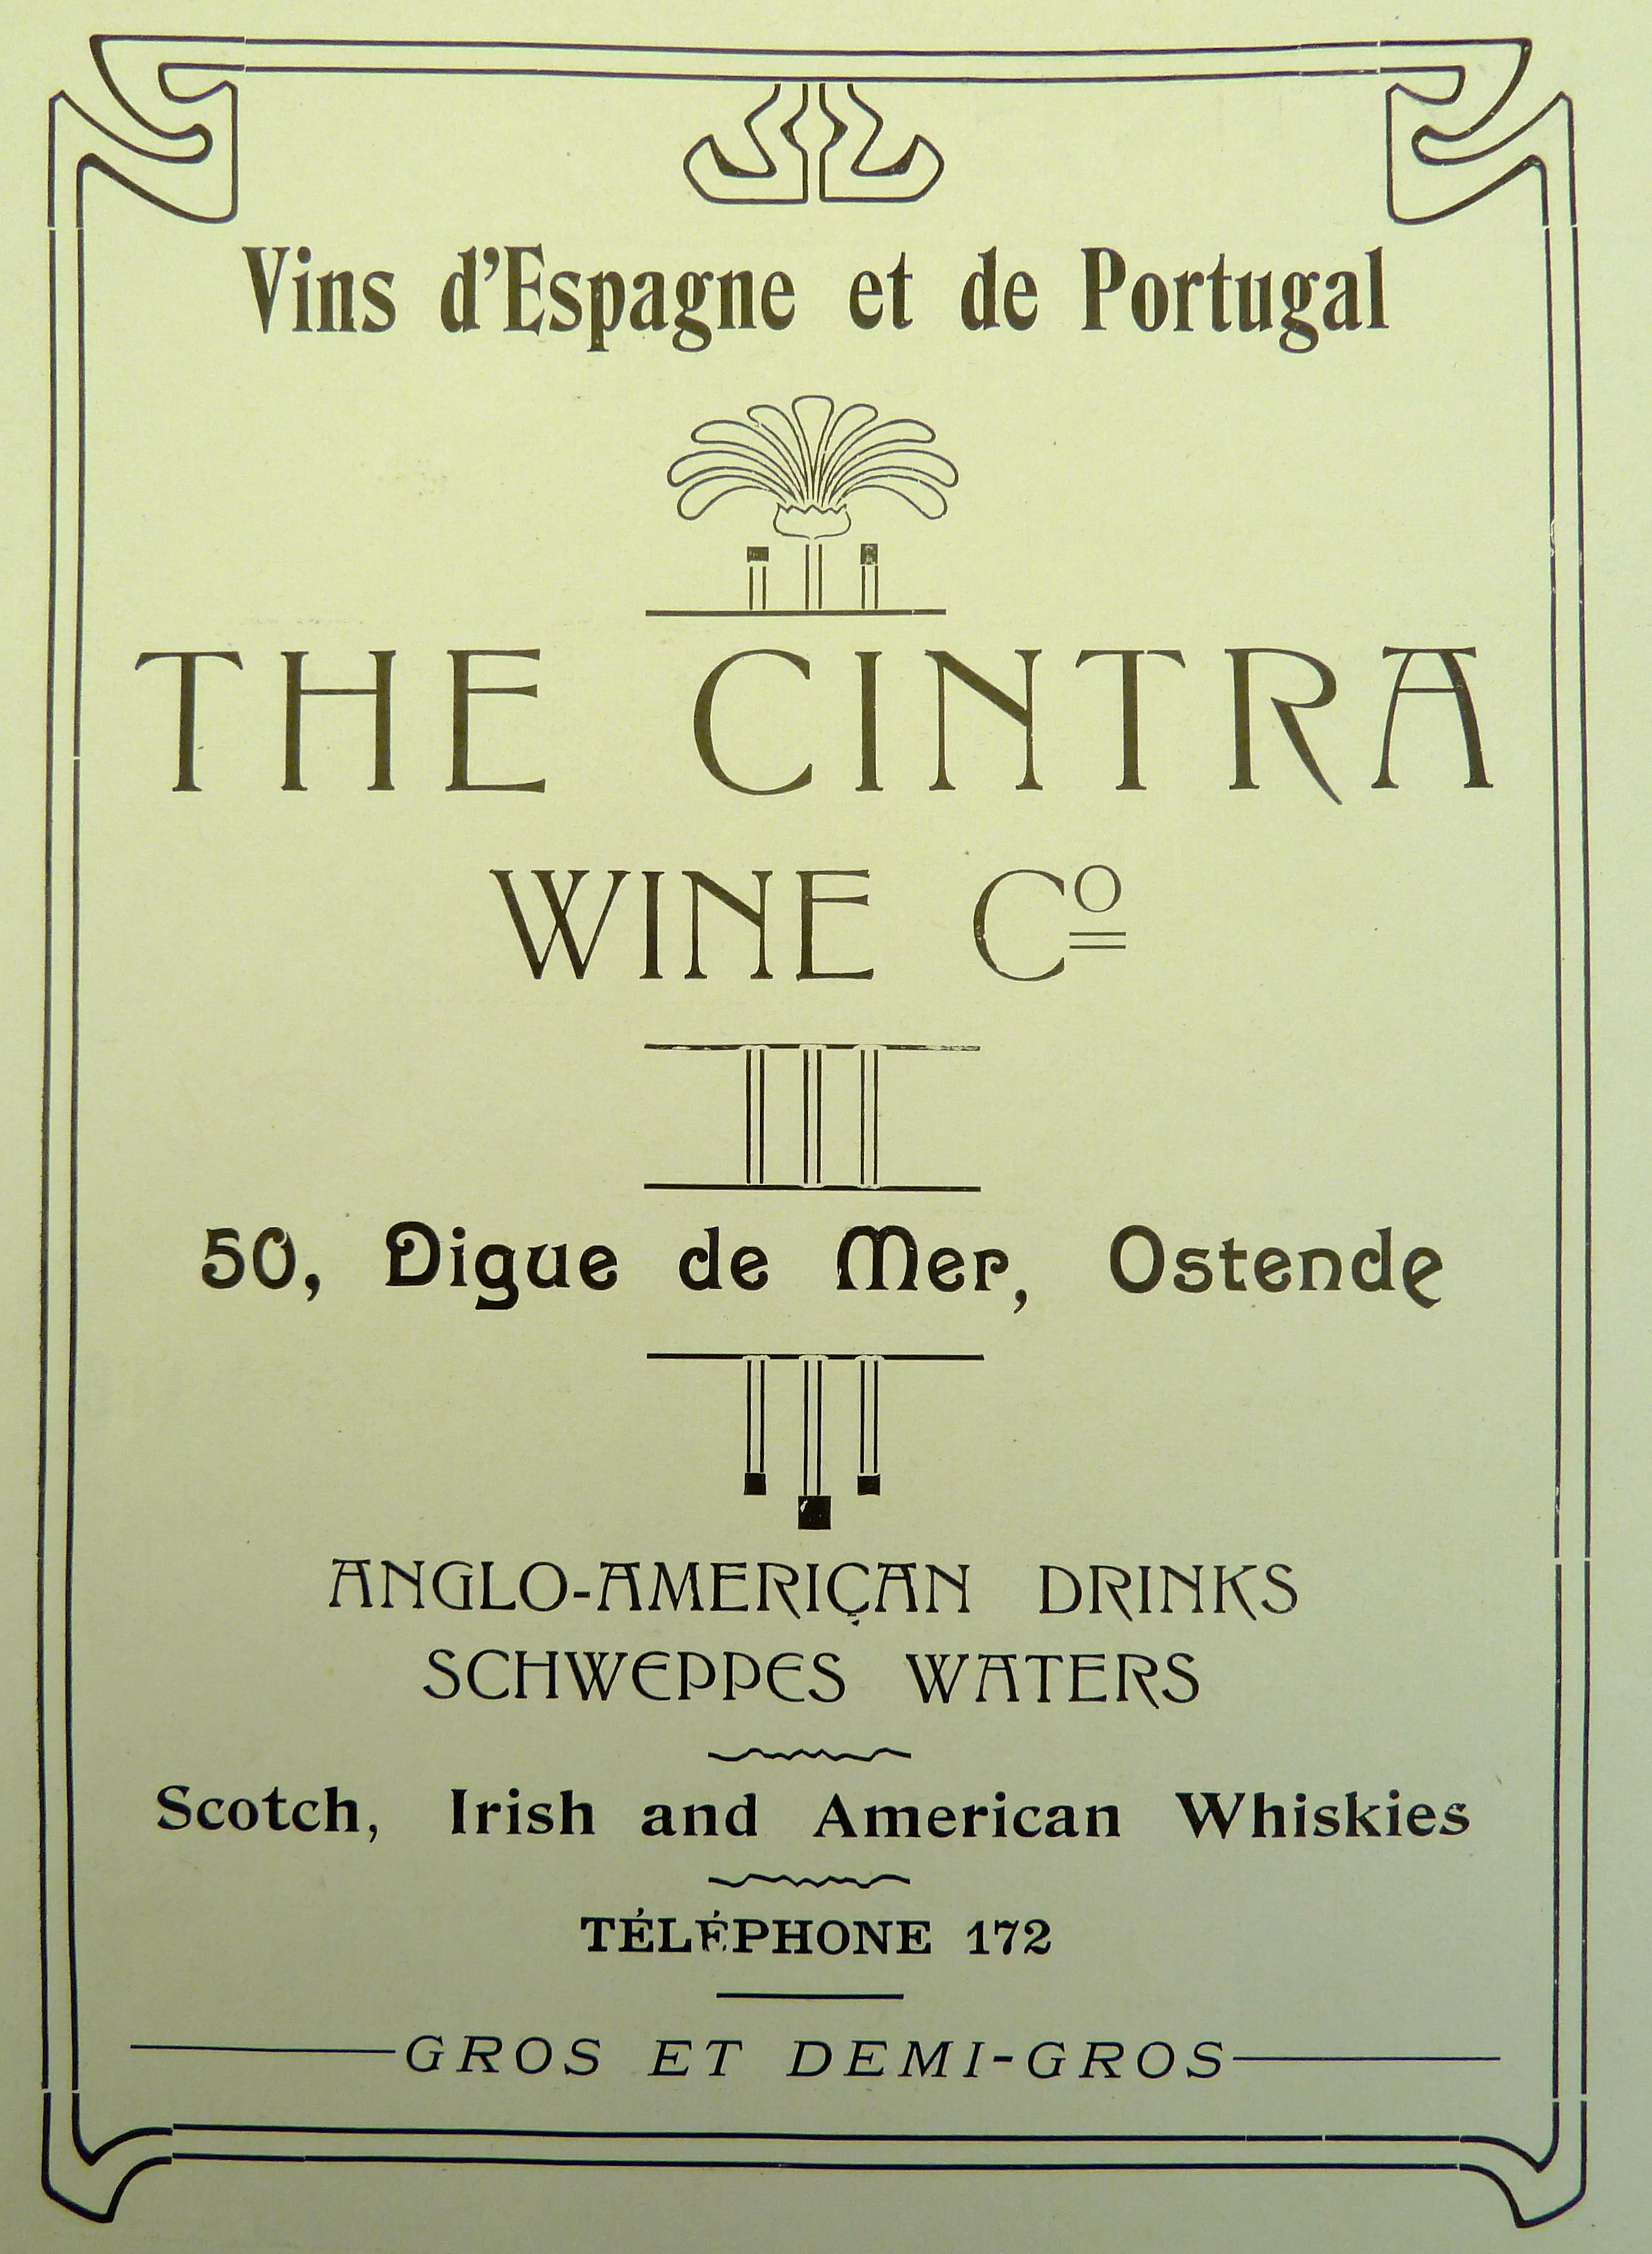 Vins d'Espagne et de Portugal
THE CINTRA
WINE Cº
50, Digue de Mer, Ostende
ANGLO-AMERIÇAN DRINKS
SCHWEPPES WATERS
Scotch, Irish and American Whiskies
TÉLÉPHONE 172
GROS ET DEMI-GROS